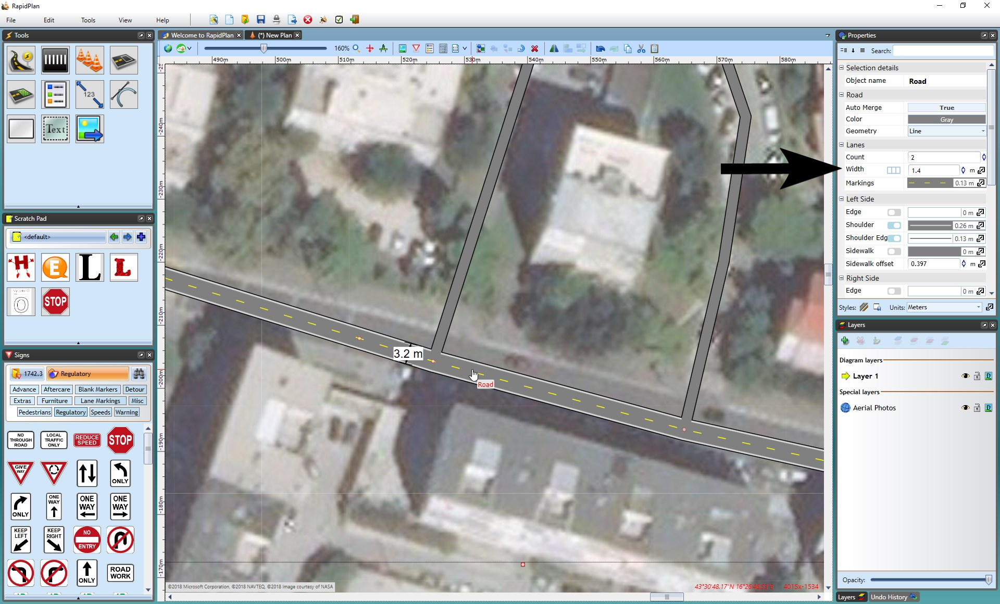 RapidPlan
File Edit Tools View Help
Tools
123
Text
Scratch Pad
<default>
H E L L
My Letter O
O STOP
Signs
1742.3 Regulatory
Advance Aftercare Blank Markers Detour
Extras Furniture Lane Markings Misc
Pedestrians Regulatory Speeds Warning
NO THROUGH ROAD
LOCAL TRAFFIC ONLY
REDUCE SPEED
STOP
GIVE WAY
ONLY
ONLY
ONE WAY
ONE WAY
ONE WAY
KEEP LEFT
KEEP RIGHT
NO ENTRY
ONLY
ROAD WORK
Welcome to RapidPlan (*) New Plan
160%
490m 500m 510m 520m 530m 540m 550m 560m 570m 580m
-240m
-230m
-220m
-210m
-200m
-190m
-180m
-170m
3.2 m
Road
©2018 Microsoft Corporation, ©2018 NAVTEQ, ©2018 Image courtesy of NASA
4015x-1534
Properties
Search:
Selection details
Object name Road
Road
Auto Merge True
Color Gray
Geometry Line
Lanes
Count 2
Width 1.4 m
Markings 0.13 m
Left Side
Edge 0 m
Shoulder 0.26 m
Shoulder Edg 0.13 m
Sidewalk 0 m
Sidewalk offset 0.397 m
Right Side
Edge 0 m
Styles: Units: Meters
Layers
Diagram layers
Layer 1 D
Special layers
Aerial Photos D
Opacity:
Layers Undo History